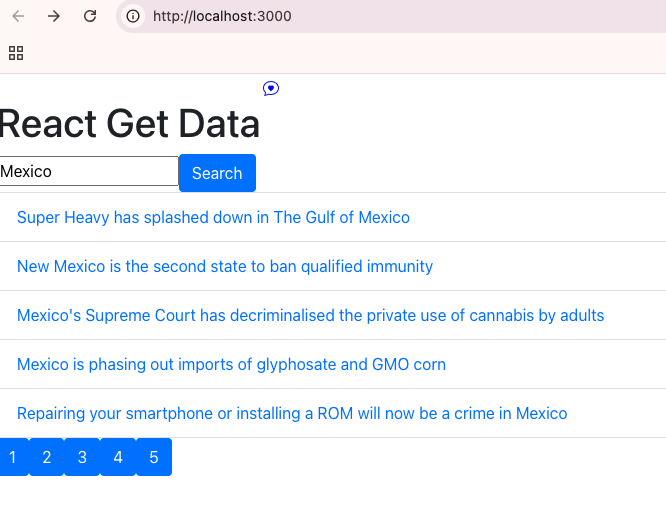 http://localhost:3000
React Get Data
Mexico Search
Super Heavy has splashed down in The Gulf of Mexico
New Mexico is the second state to ban qualified immunity
Mexico's Supreme Court has decriminalised the private use of cannabis by adults
Mexico is phasing out imports of glyphosate and GMO corn
Repairing your smartphone or installing a ROM will now be a crime in Mexico
1 2 3 4 5